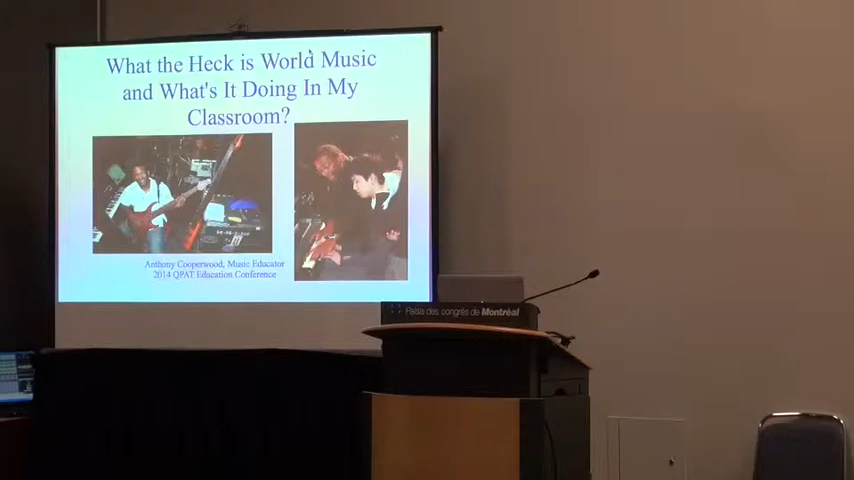 What the Heck is World Music
and What's It Doing In My
Classroom?
Anthony Cooperwood, Music Educator
2014 QPAT Education Conference
Palais des congrès de Montréal